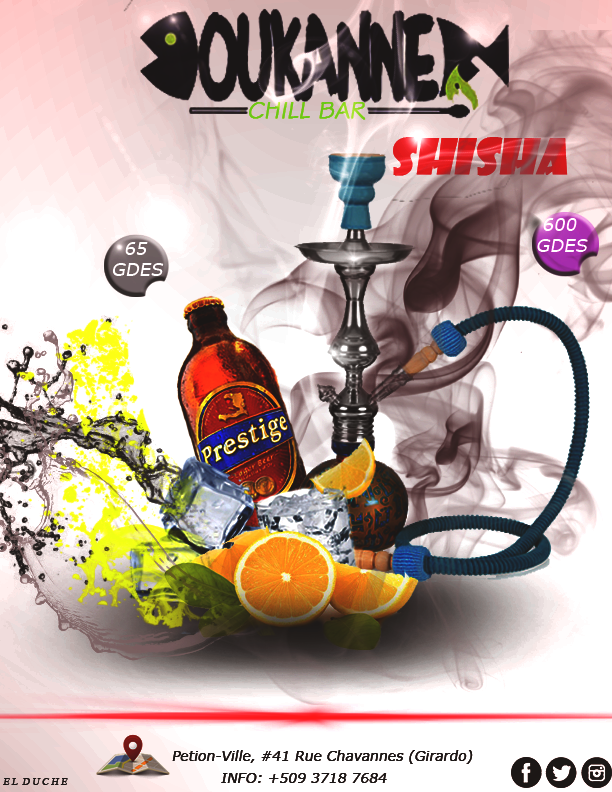 BOUKANNEA
CHILL BAR
SHISHA
600
GDES
65
GDES
Prestige
Petion-Ville, #41 Rue Chavannes (Girardo)
INFO: +509 3718 7684
EL DUCHE